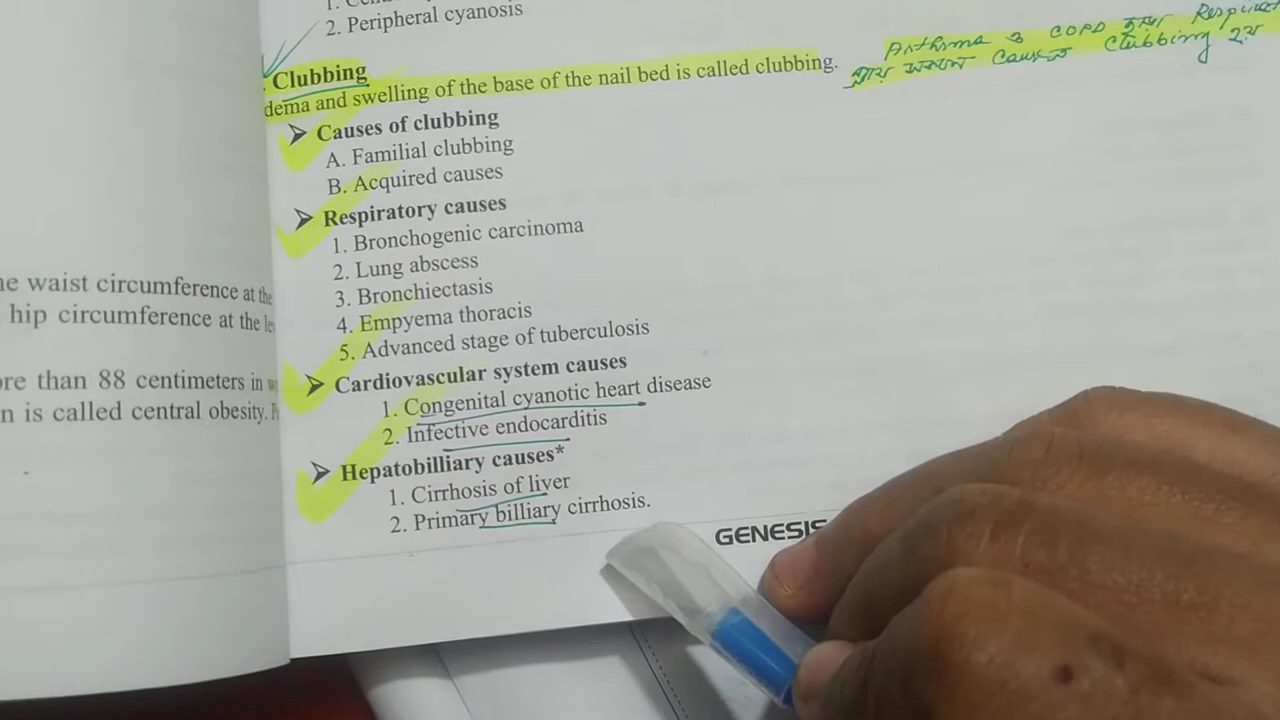 2. Peripheral cyanosis
Clubbing
dema and swelling of the base of the nail bed is called clubbing.
Asthma ও COPD ছাড়া
প্রায় সকল Causes Clubbing হয়
➤ Causes of clubbing
A. Familial clubbing
B. Acquired causes
➤ Respiratory causes
1. Bronchogenic carcinoma
2. Lung abscess
3. Bronchiectasis
4. Empyema thoracis
5. Advanced stage of tuberculosis
➤ Cardiovascular system causes
1. Congenital cyanotic heart disease
2. Infective endocarditis
➤ Hepatobilliary causes*
1. Cirrhosis of liver
2. Primary billiary cirrhosis.
GENESIS
e waist circumference at the
hip circumference at the
re than 88 centimeters in
n is called central obesity.